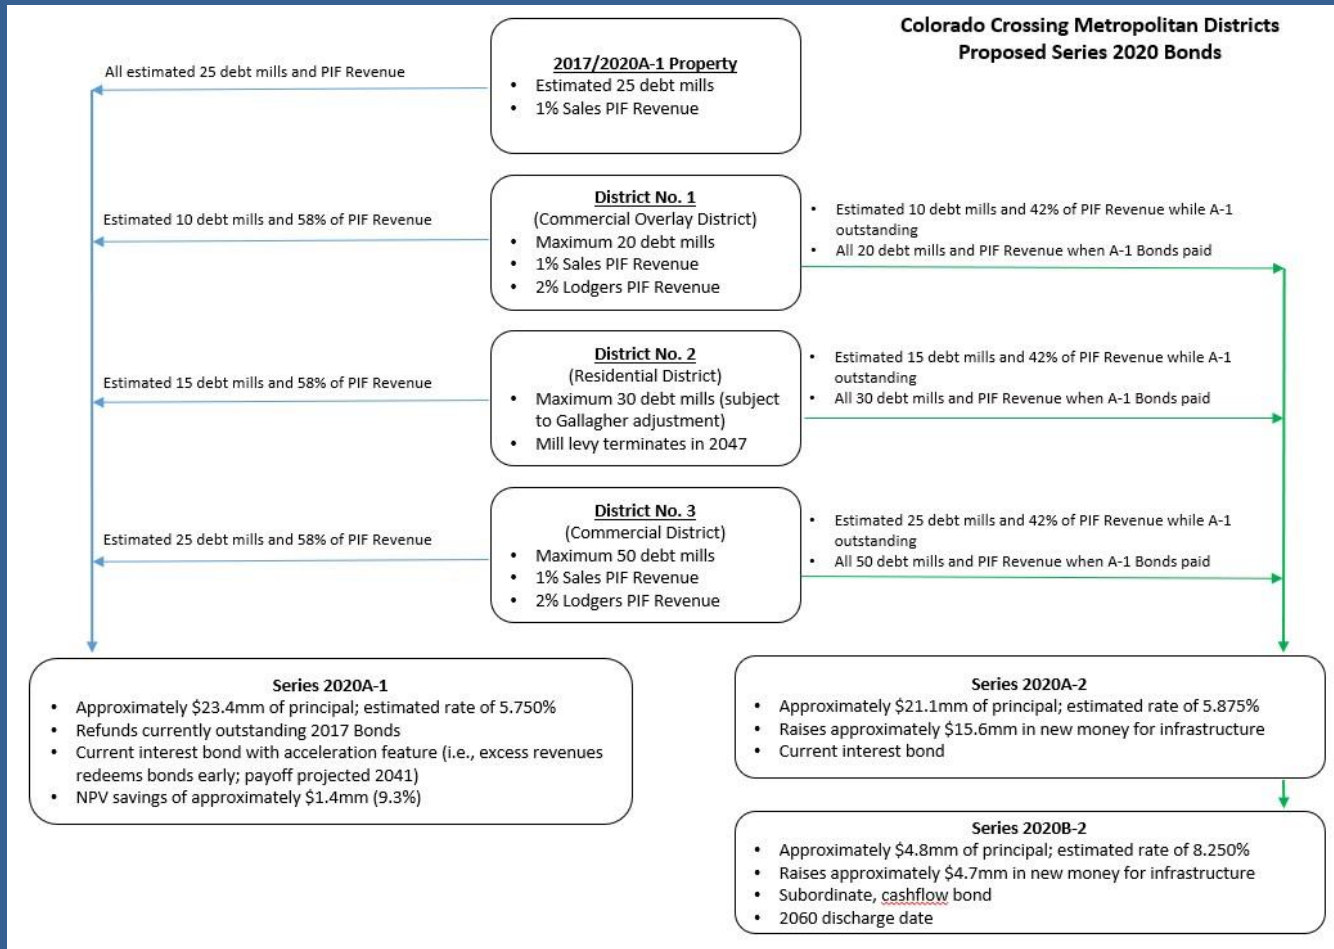 Colorado Crossing Metropolitan Districts
Proposed Series 2020 Bonds
All estimated 25 debt mills and PIF Revenue
2017/2020A-1 Property
• Estimated 25 debt mills
• 1% Sales PIF Revenue
Estimated 10 debt mills and 58% of PIF Revenue
District No. 1
(Commercial Overlay District)
• Maximum 20 debt mills
• 1% Sales PIF Revenue
• 2% Lodgers PIF Revenue
• Estimated 10 debt mills and 42% of PIF Revenue while A-1
outstanding
• All 20 debt mills and PIF Revenue when A-1 Bonds paid
Estimated 15 debt mills and 58% of PIF Revenue
District No. 2
(Residential District)
• Maximum 30 debt mills (subject
to Gallagher adjustment)
• Mill levy terminates in 2047
• Estimated 15 debt mills and 42% of PIF Revenue while A-1
outstanding
• All 30 debt mills and PIF Revenue when A-1 Bonds paid
Estimated 25 debt mills and 58% of PIF Revenue
District No. 3
(Commercial District)
• Maximum 50 debt mills
• 1% Sales PIF Revenue
• 2% Lodgers PIF Revenue
• Estimated 25 debt mills and 42% of PIF Revenue while A-1
outstanding
• All 50 debt mills and PIF Revenue when A-1 Bonds paid
Series 2020A-1
• Approximately $23.4mm of principal; estimated rate of 5.750%
• Refunds currently outstanding 2017 Bonds
• Current interest bond with acceleration feature (i.e., excess revenues
redeems bonds early; payoff projected 2041)
• NPV savings of approximately $1.4mm (9.3%)
Series 2020A-2
• Approximately $21.1mm of principal; estimated rate of 5.875%
• Raises approximately $15.6mm in new money for infrastructure
• Current interest bond
Series 2020B-2
• Approximately $4.8mm of principal; estimated rate of 8.250%
• Raises approximately $4.7mm in new money for infrastructure
• Subordinate, cashflow bond
• 2060 discharge date